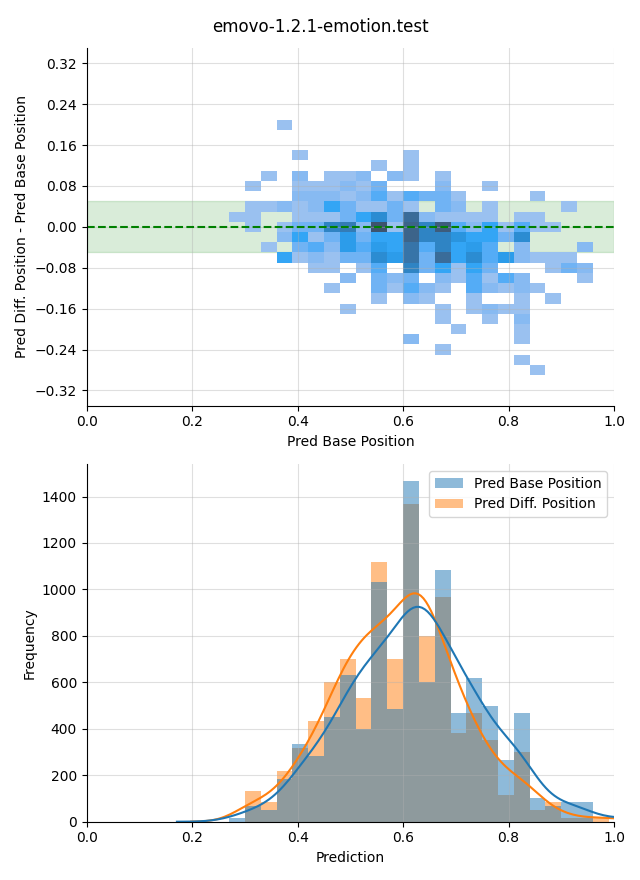 emovo-1.2.1-emotion.test
Pred Diff. Position - Pred Base Position
0.32
0.24
0.16
0.08
0.00
−0.08
−0.16
−0.24
−0.32
0.0 0.2 0.4 0.6 0.8 1.0
Pred Base Position
Pred Base Position
Pred Diff. Position
Frequency
1400
1200
1000
800
600
400
200
0
0.0 0.2 0.4 0.6 0.8 1.0
Prediction